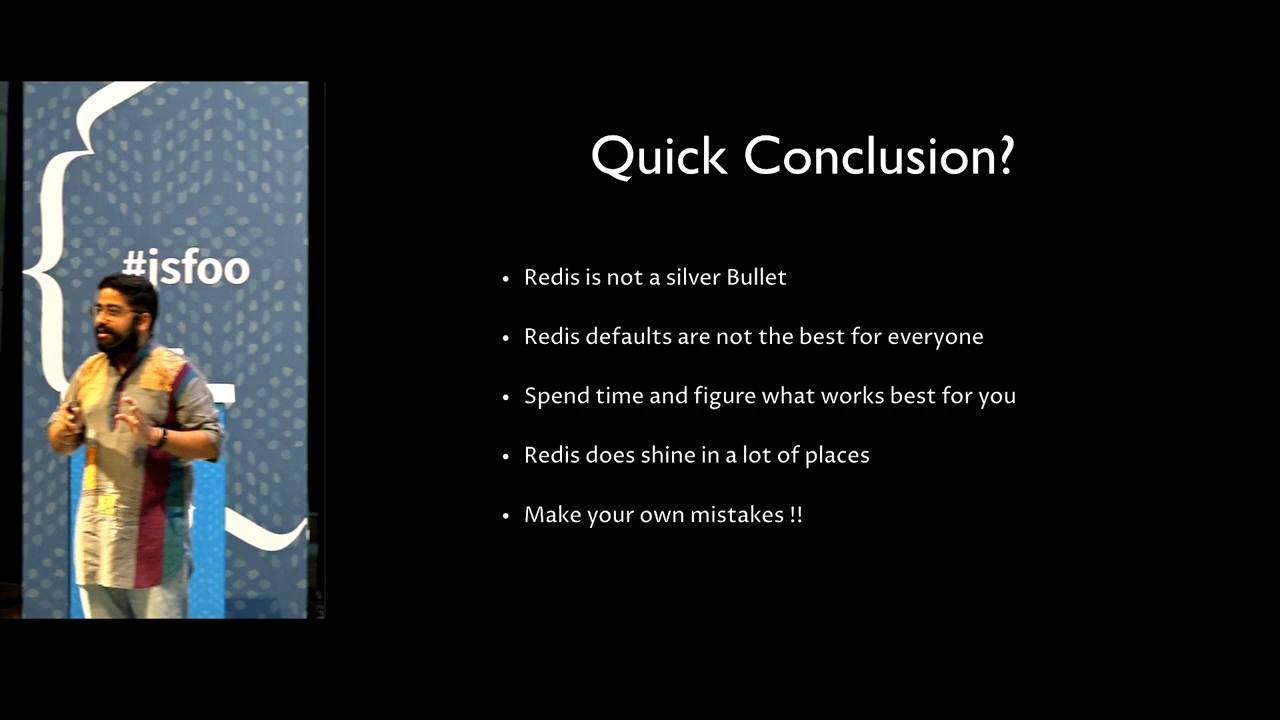 #jsfoo
Quick Conclusion?
• Redis is not a silver Bullet
• Redis defaults are not the best for everyone
• Spend time and figure what works best for you
• Redis does shine in a lot of places
• Make your own mistakes !!